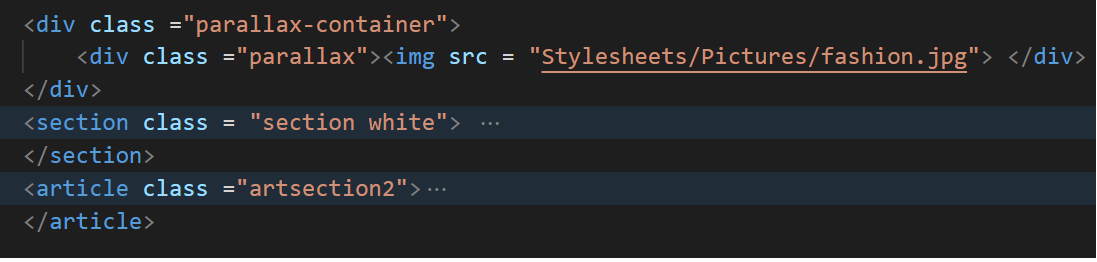 <div class ="parallax-container">
<div class ="parallax"><img src = "Stylesheets/Pictures/fashion.jpg"> </div>
</div>
<section class = "section white"> ⋯
</section>
<article class ="artsection2">⋯
</article>